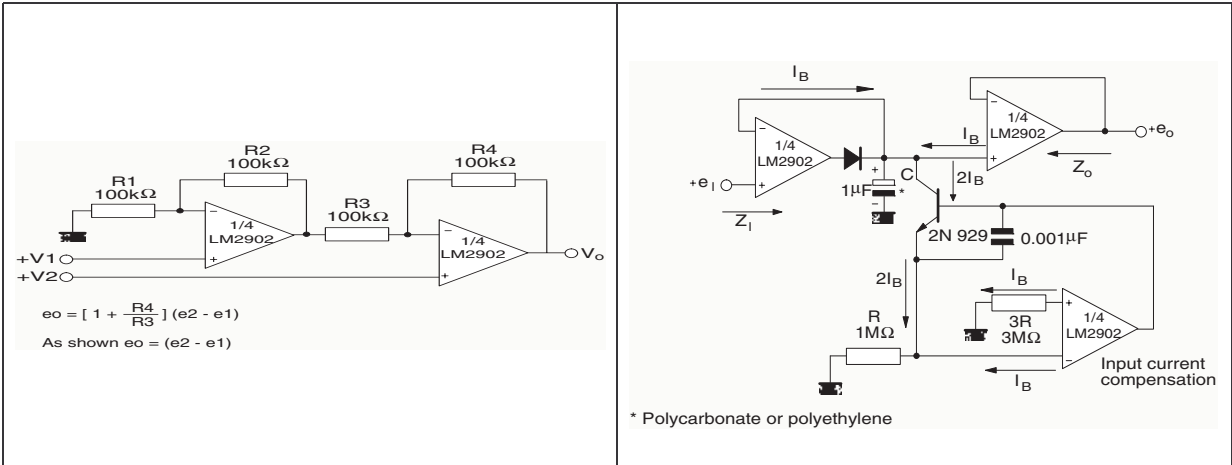 R2
100kΩ
R4
100kΩ
R1
100kΩ
R3
100kΩ
−
1/4
LM2902
+
−
1/4
LM2902
+
Vo
+V1
+V2
eo = [ 1 + R4/R3 ] (e2 - e1)
As shown eo = (e2 - e1)
IB
−
1/4
LM2902
+
+eI
ZI
+
1µF
*
−
C
−
1/4
LM2902
+
IB
2IB
+eo
Zo
2N 929
0.001µF
2IB
R
1MΩ
IB
3R
3MΩ
+
1/4
LM2902
−
IB
Input current
compensation
* Polycarbonate or polyethylene